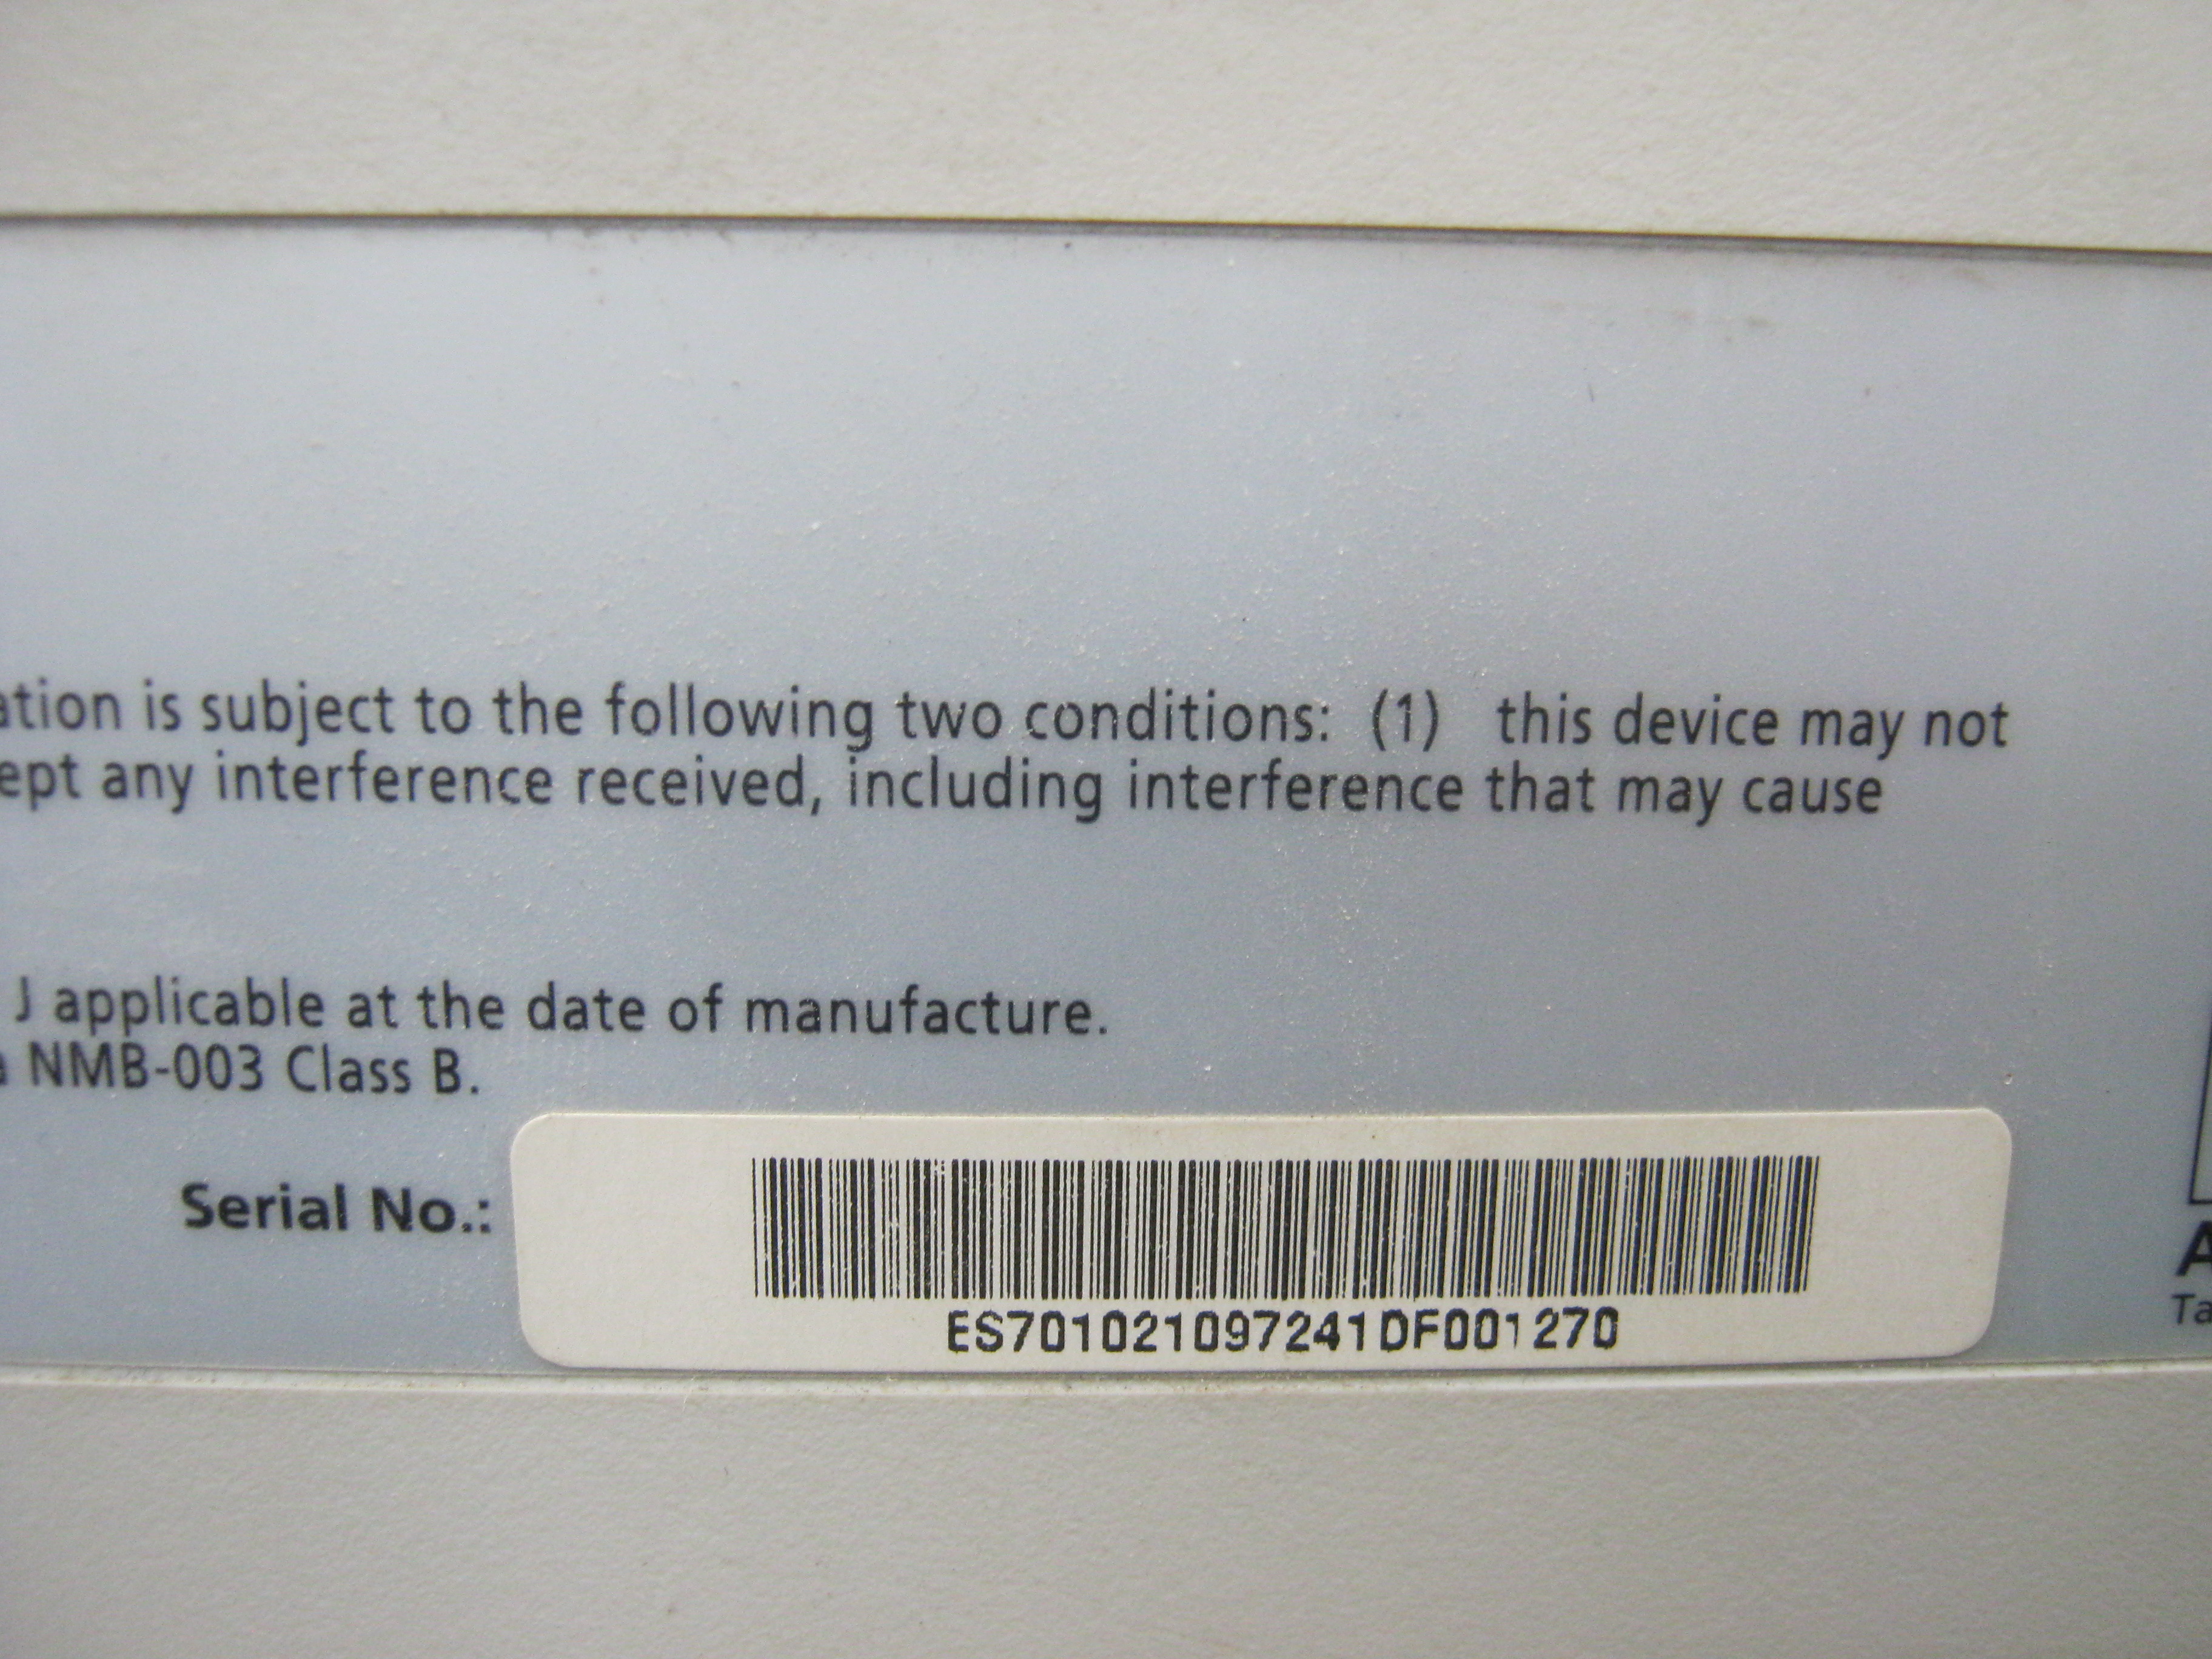 ation is subject to the following two conditions: (1) this device may not
ept any interference received, including interference that may cause
J applicable at the date of manufacture.
NMB-003 Class B.
Serial No.:
ES701021097241DF001270
A
Ta